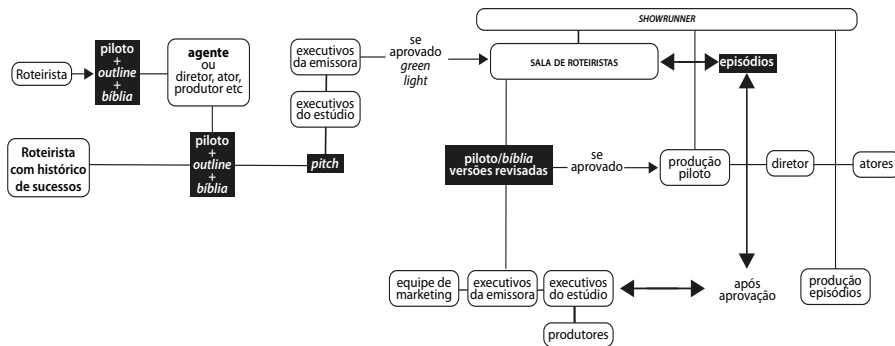 Roteirista
piloto
+
outline
+
bíblia
agente
ou
diretor, ator,
produtor etc
Roteirista
com histórico
de sucessos
piloto
+
outline
+
bíblia
pitch
executivos
da emissora
executivos
do estúdio
se
aprovado
green
light
SHOWRUNNER
SALA DE ROTEIRISTAS
episódios
piloto/bíblia
versões revisadas
se
aprovado
produção
piloto
diretor
atores
equipe de
marketing
executivos
da emissora
executivos
do estúdio
produtores
após
aprovação
produção
episódios